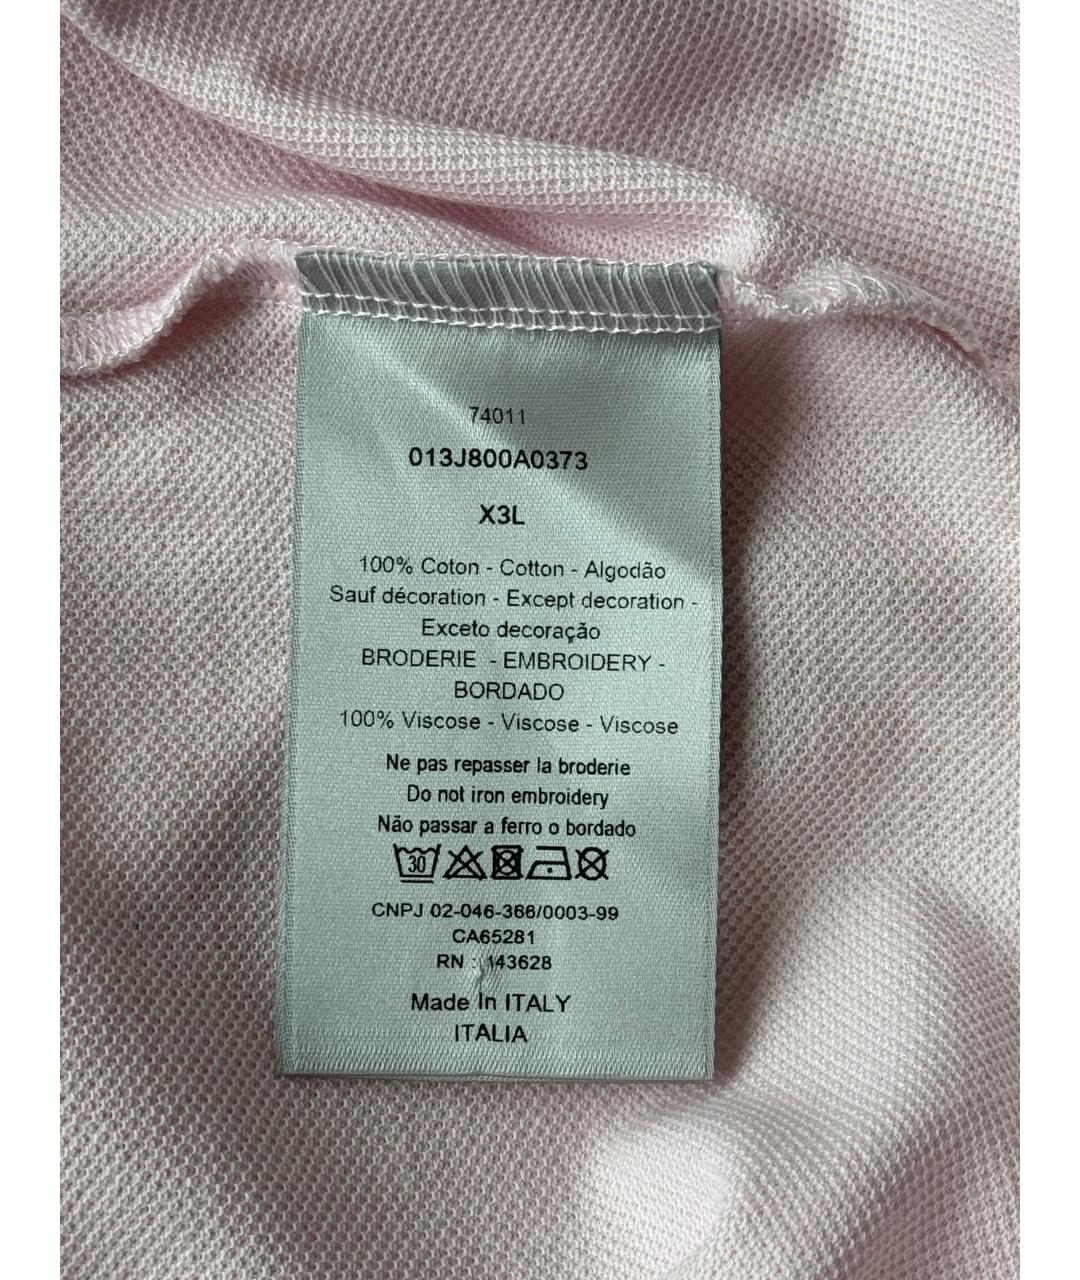 74011
013J800A0373
X3L
100% Coton - Cotton - Algodão
Sauf décoration - Except decoration -
Exceto decoração
BRODERIE - EMBROIDERY -
BORDADO
100% Viscose - Viscose - Viscose
Ne pas repasser la broderie
Do not iron embroidery
Não passar a ferro o bordado
30
CNPJ 02-046-366/0003-99
CA65281
RN : 143628
Made In ITALY
ITALIA